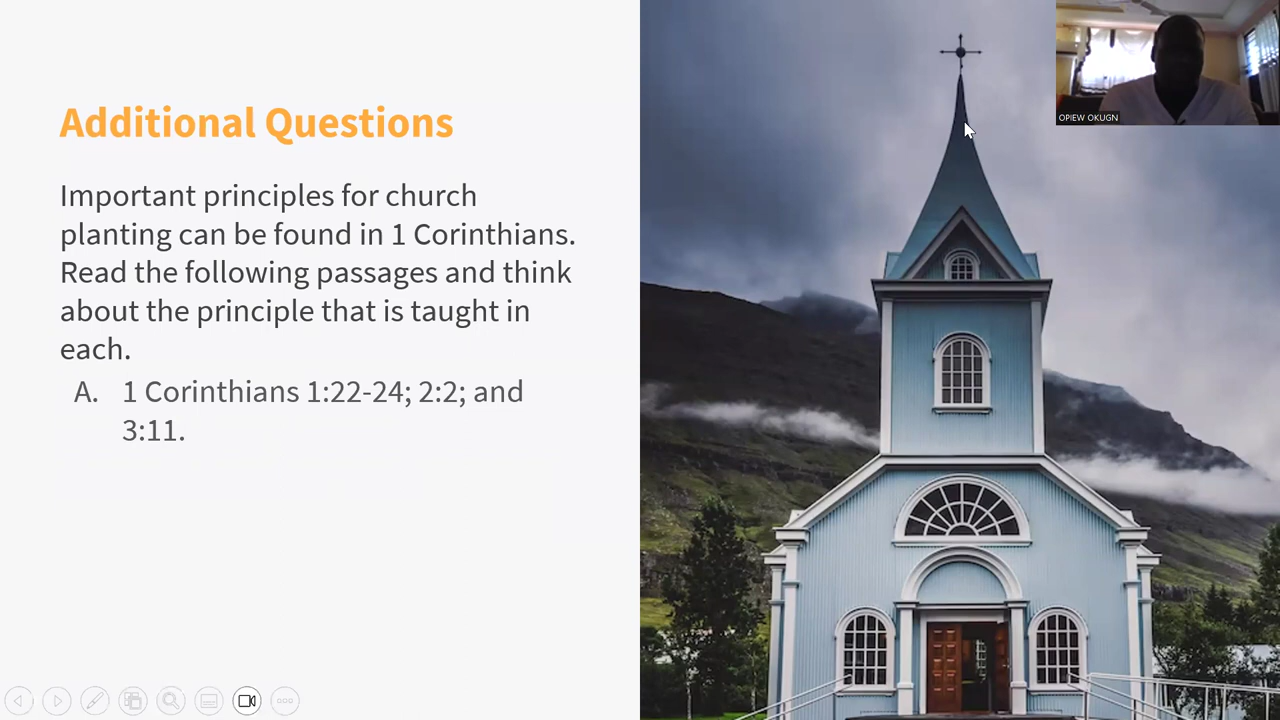 Additional Questions
Important principles for church
planting can be found in 1 Corinthians.
Read the following passages and think
about the principle that is taught in
each.
A. 1 Corinthians 1:22-24; 2:2; and
3:11.
OPIEW OKUGN